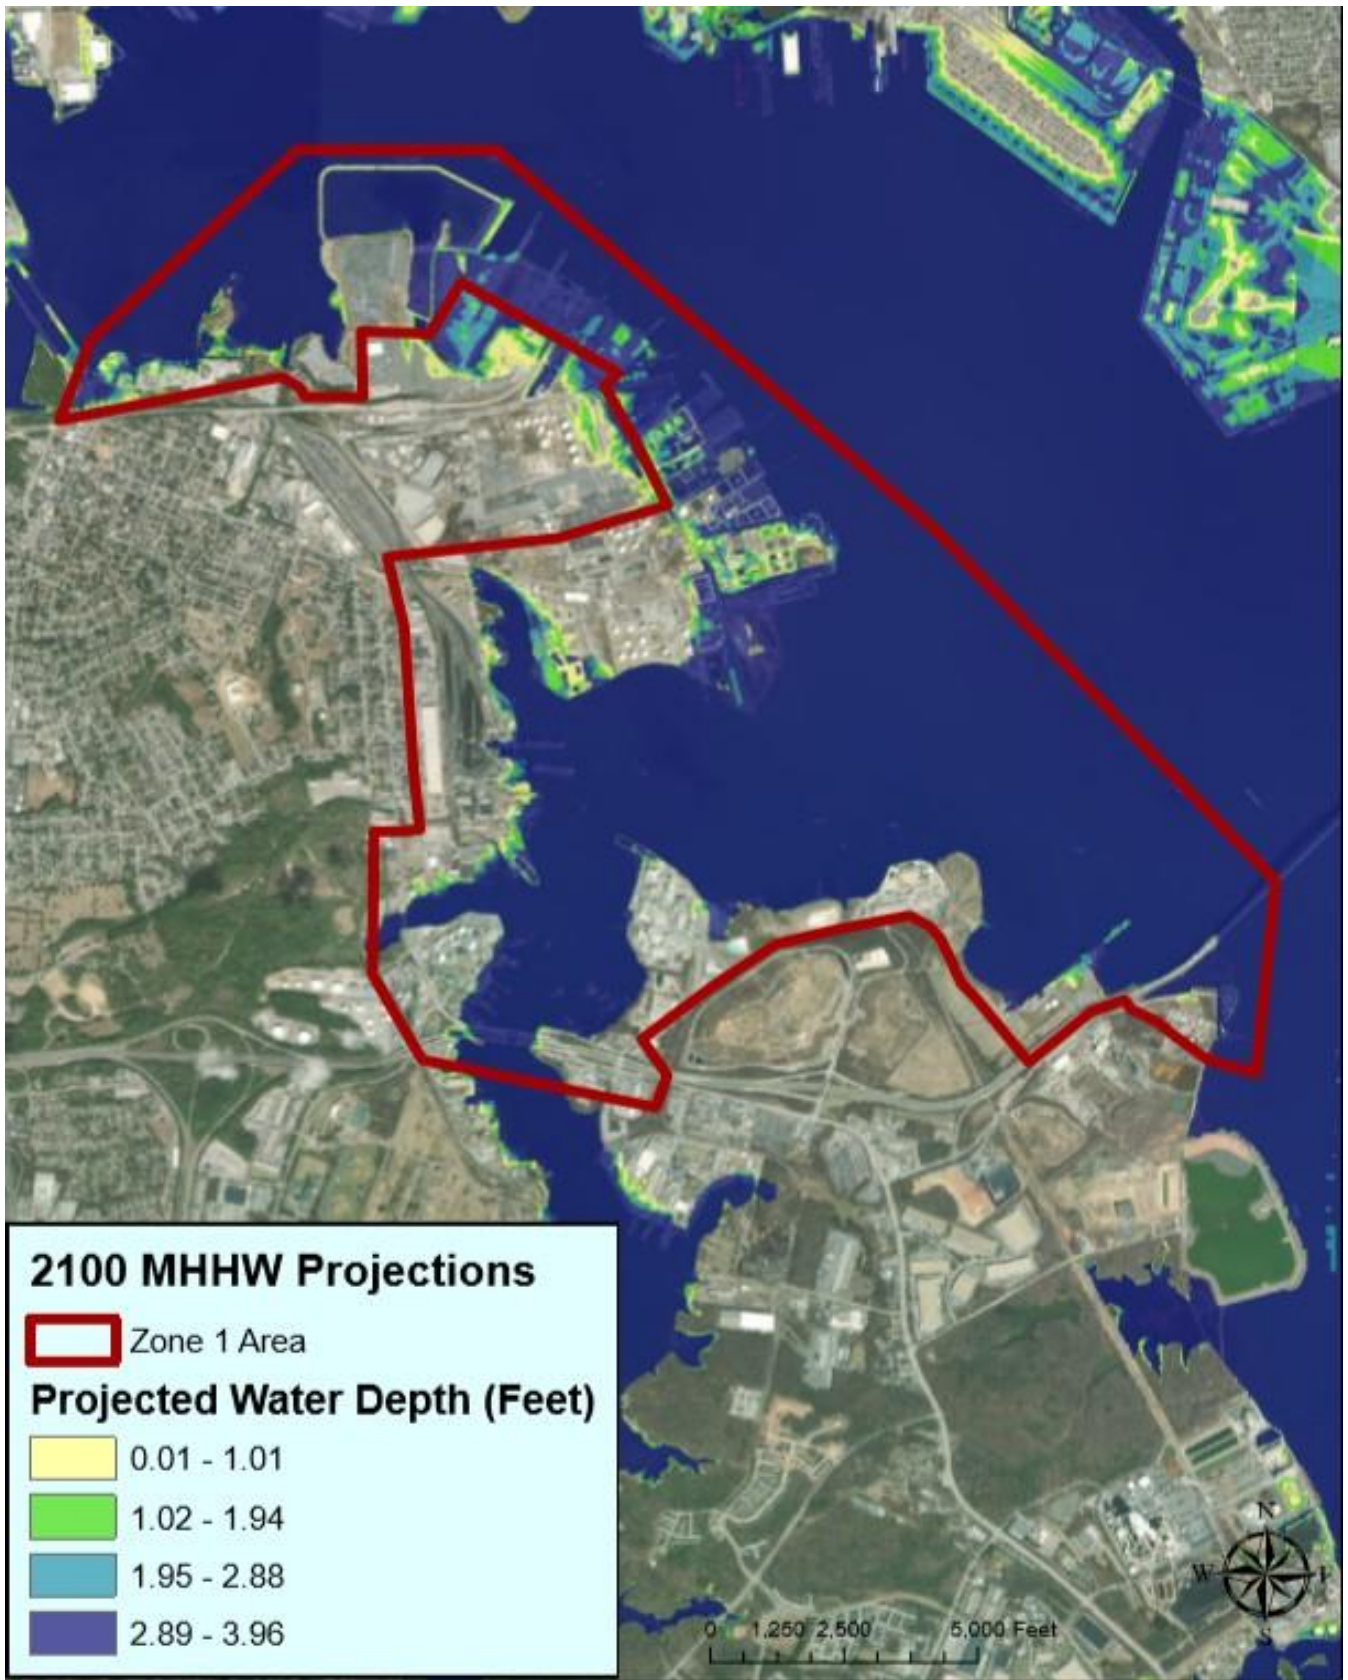 2100 MHHW Projections
Zone 1 Area
Projected Water Depth (Feet)
0.01 - 1.01
1.02 - 1.94
1.95 - 2.88
2.89 - 3.96
N
W E
S
0 1,250 2,500 5,000 Feet